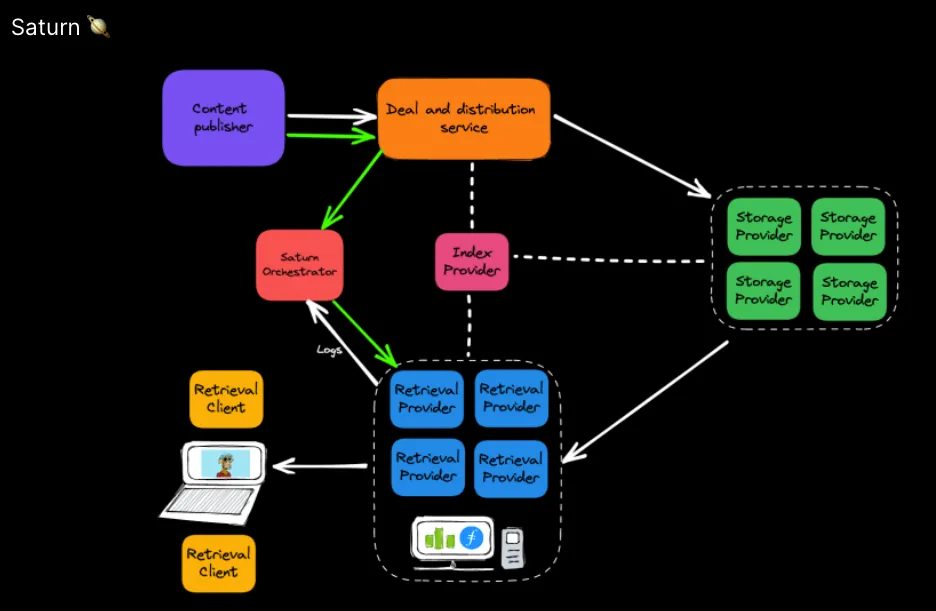 Saturn 🪐
Content
publisher
Deal and distribution
service
Saturn
Orchestrator
Index
Provider
Storage
Provider
Storage
Provider
Storage
Provider
Storage
Provider
Logs
Retrieval
Client
Retrieval
Provider
Retrieval
Provider
Retrieval
Provider
Retrieval
Provider
Retrieval
Client